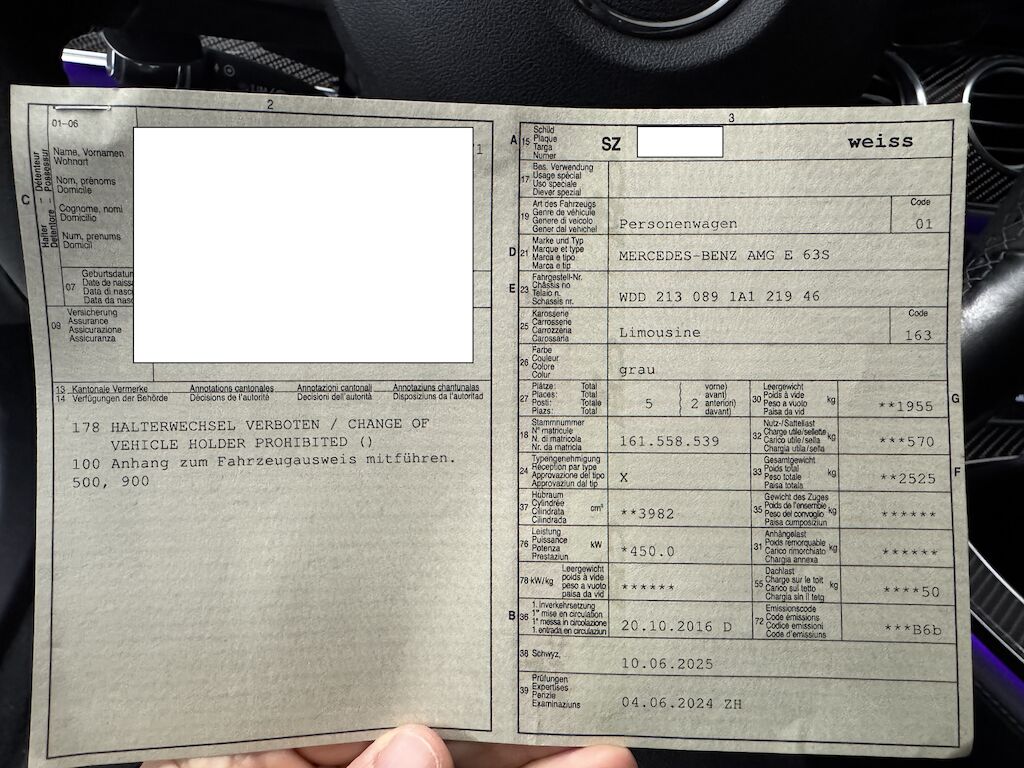 2
01-06
Name, Vornamen
Wohnort
Nom, prénoms
Domicile
Cognome, nomi
Domicilio
Num, prenums
Domicil
C
1
Détenteur
Possessur
Halter
Detentore
07
Geburtsdatum
Date de naiss
Data di nasc
Data da nasc
09
Versicherung
Assurance
Assicurazione
Assicuranza
13 Kantonale Vermerke Annotations cantonales Annotazioni cantonali Annotaziuns chantunalas
14 Verfügungen der Behörde Décisions de l'autorité Decisioni dell'autorità Disposiziuns da l'autoritad
178 HALTERWECHSEL VERBOTEN / CHANGE OF
VEHICLE HOLDER PROHIBITED ()
100 Anhang zum Fahrzeugausweis mitführen.
500, 900
3
A 15 Schild
Plaque
Targa
Numer
SZ weiss
17 Bes. Verwendung
Usage spécial
Uso speciale
Diever spezial
19 Art des Fahrzeugs
Genre de véhicule
Genere di veicolo
Gener dal vehichel
Personenwagen
Code
01
D 21 Marke und Typ
Marque et type
Marca e tipo
Marca e tip
MERCEDES-BENZ AMG E 63S
E 23 Fahrgestell-Nr.
Châssis no
Telaio n.
Schassis nr.
WDD 213 089 1A1 219 46
25 Karosserie
Carrosserie
Carrozzeria
Carossaria
Limousine
Code
163
26 Farbe
Couleur
Colore
Colur
grau
27 Plätze: Total
Places: Total
Posti: Totale
Plazs: Total
5
vorne)
avant)
anteriori)
davant)
( 2
30 Leergewicht
Poids à vide
Peso a vuoto
Paisa da vid
kg
**1955
G
18 Stammnummer
N° matricule
N. di matricola
Nr. da matricla
161.558.539
32 Nutz-/Sattellast
Charge utile/sellette
Carico utile/sella
Chargia utila/sella
kg
***570
24 Typengenehmigung
Réception par type
Approvazione del tipo
Approvaziun dal tip
X
33 Gesamtgewicht
Poids total
Peso totale
Paisa totala
kg
**2525
F
37 Hubraum
Cylindrée
Cilindrata
Cilindrada
cm³
**3982
35 Gewicht des Zuges
Poids de l'ensemble
Peso del convoglio
Paisa cumposiziun
kg
******
76 Leistung
Puissance
Potenza
Prestaziun
kW
*450.0
31 Anhängelast
Poids remorquable
Carico rimorchiato
Chargia annexa
kg
******
78 kW/kg
Leergewicht
poids à vide
peso a vuoto
paisa da vid
******
55 Dachlast
Charge sur le toit
Carico sul tetto
Chargia sin il tetg
kg
****50
B 36 1. Inverkehrsetzung
1re mise en circulation
1a messa in circolazione
1. entrada en circulaziun
20.10.2016 D
72 Emissionscode
Code émissions
Codice emissioni
Code d'emissiuns
***B6b
38 Schwyz,
10.06.2025
39 Prüfungen
Expertises
Perizie
Examinaziuns
04.06.2024 ZH